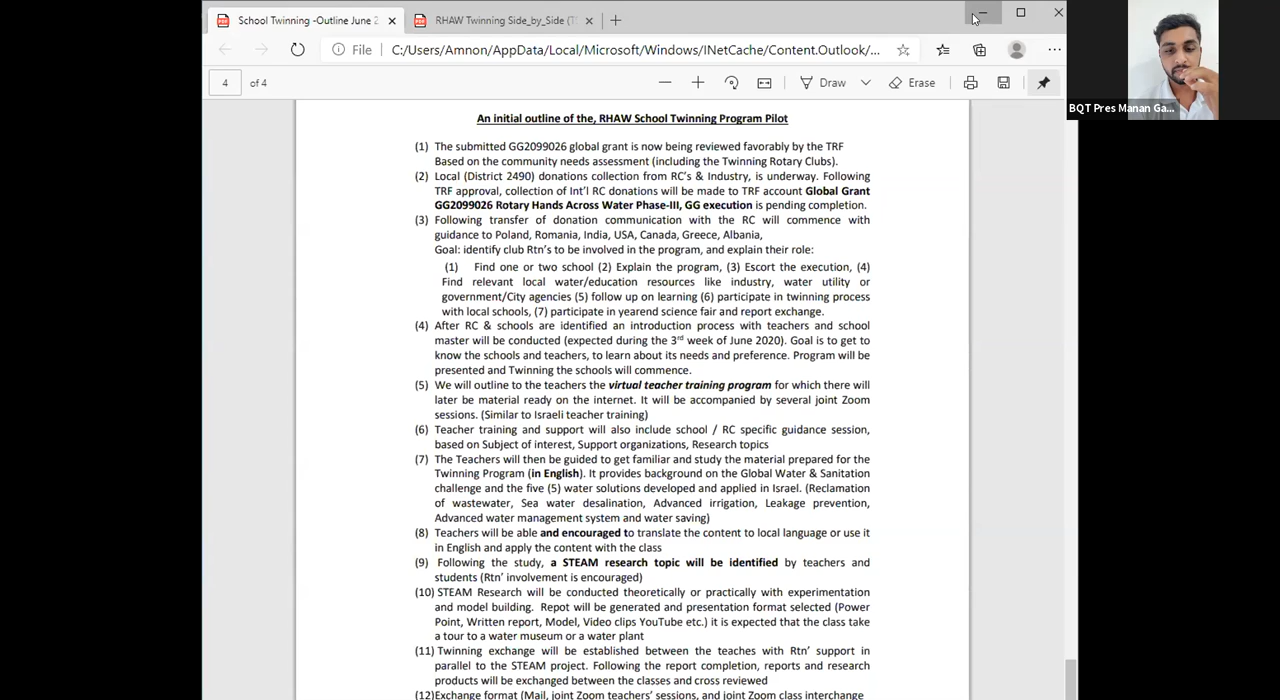 School Twinning -Outline June 2
RHAW Twinning Side_by_Side (T
BQT Pres Manan Ga...
File
C:/Users/Amnon/AppData/Local/Microsoft/Windows/INetCache/Content.Outlook/...
4 of 4
Draw
Erase
An initial outline of the, RHAW School Twinning Program Pilot
(1) The submitted GG2099026 global grant is now being reviewed favorably by the TRF
Based on the community needs assessment (including the Twinning Rotary Clubs).
(2) Local (District 2490) donations collection from RC's & Industry, is underway. Following
TRF approval, collection of Int'l RC donations will be made to TRF account Global Grant
GG2099026 Rotary Hands Across Water Phase-III, GG execution is pending completion.
(3) Following transfer of donation communication with the RC will commence with
guidance to Poland, Romania, India, USA, Canada, Greece, Albania,
Goal: identify club Rtn's to be involved in the program, and explain their role:
(1) Find one or two school (2) Explain the program, (3) Escort the execution, (4)
Find relevant local water/education resources like industry, water utility or
government/City agencies (5) follow up on learning (6) participate in twinning process
with local schools, (7) participate in yearend science fair and report exchange.
(4) After RC & schools are identified an introduction process with teachers and school
master will be conducted (expected during the 3rd week of June 2020). Goal is to get to
know the schools and teachers, to learn about its needs and preference. Program will be
presented and Twinning the schools will commence.
(5) We will outline to the teachers the virtual teacher training program for which there will
later be material ready on the internet. It will be accompanied by several joint Zoom
sessions. (Similar to Israeli teacher training)
(6) Teacher training and support will also include school / RC specific guidance session,
based on Subject of interest, Support organizations, Research topics
(7) The Teachers will then be guided to get familiar and study the material prepared for the
Twinning Program (in English). It provides background on the Global Water & Sanitation
challenge and the five (5) water solutions developed and applied in Israel. (Reclamation
of wastewater, Sea water desalination, Advanced irrigation, Leakage prevention,
Advanced water management system and water saving)
(8) Teachers will be able and encouraged to translate the content to local language or use it
in English and apply the content with the class
(9) Following the study, a STEAM research topic will be identified by teachers and
students (Rtn' involvement is encouraged)
(10) STEAM Research will be conducted theoretically or practically with experimentation
and model building. Repot will be generated and presentation format selected (Power
Point, Written report, Model, Video clips YouTube etc.) it is expected that the class take
a tour to a water museum or a water plant
(11) Twinning exchange will be established between the teaches with Rtn' support in
parallel to the STEAM project. Following the report completion, reports and research
products will be exchanged between the classes and cross reviewed
(12)Exchange format (Mail, joint Zoom teachers' sessions, and joint Zoom class interchange